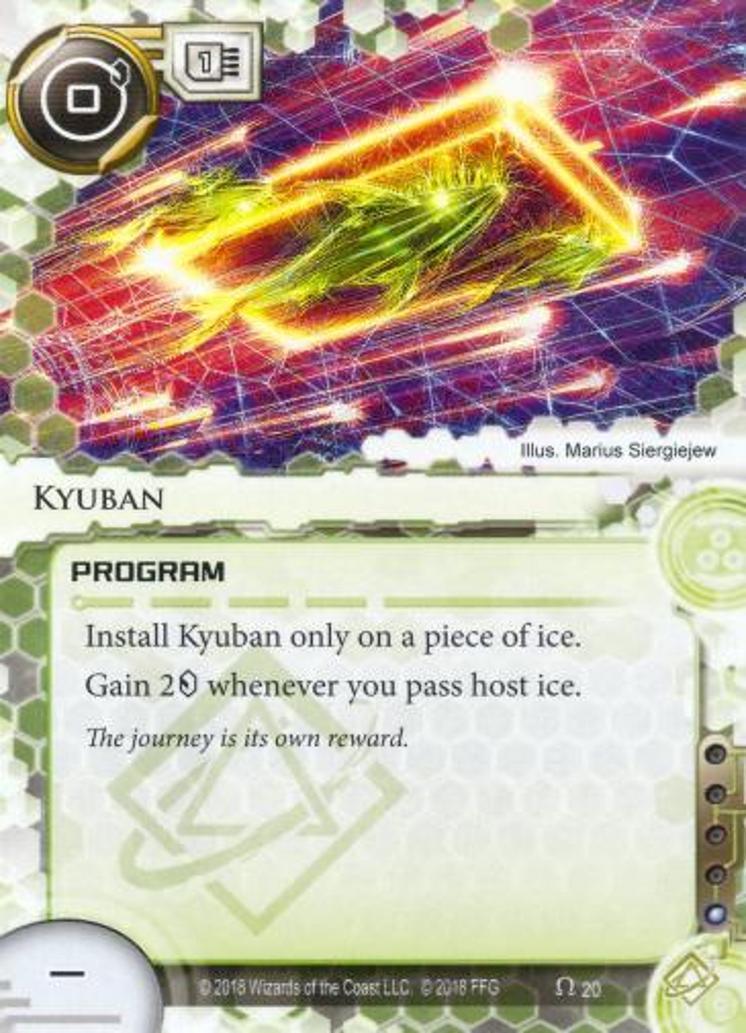 1
Illus. Marius Siergiejew
KYUBAN
PROGRAM
Install Kyuban only on a piece of ice.
Gain 2 whenever you pass host ice.
The journey is its own reward.
–
© 2018 Wizards of the Coast LLC. © 2018 FFG Ω 20